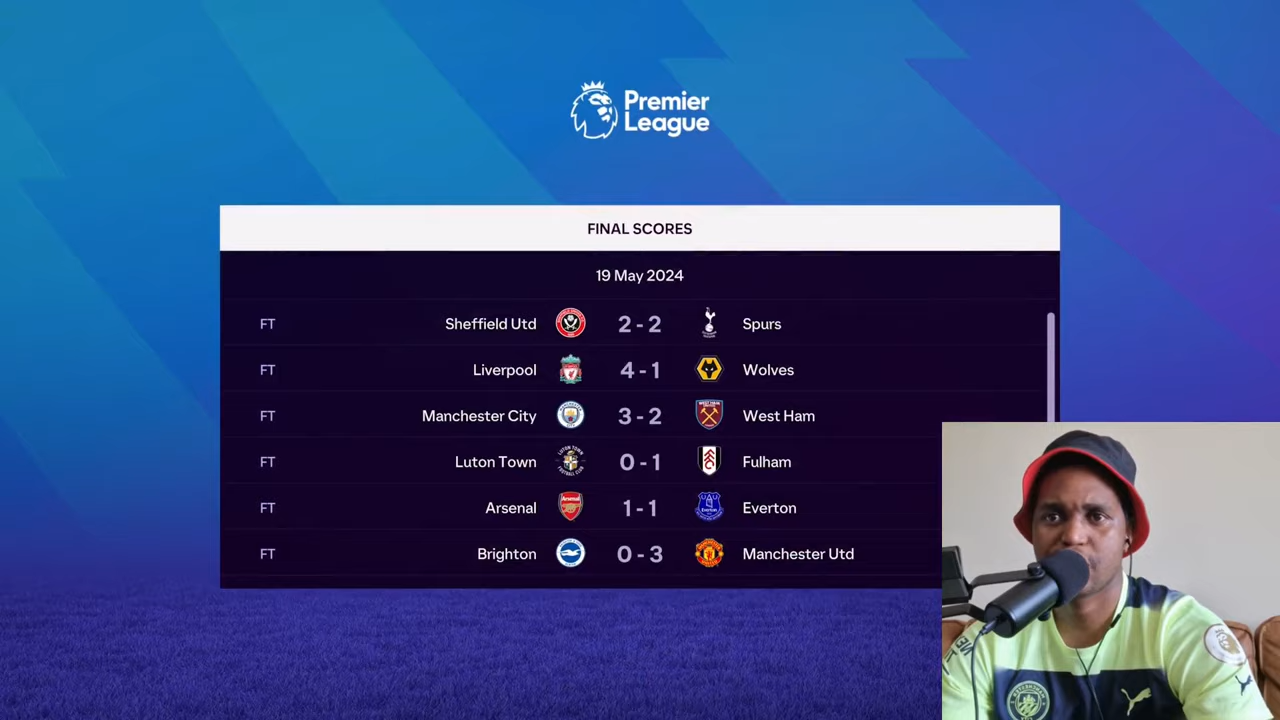 Premier
League
FINAL SCORES
19 May 2024
FT Sheffield Utd 2 - 2 Spurs
FT Liverpool 4 - 1 Wolves
FT Manchester City 3 - 2 West Ham
FT Luton Town 0 - 1 Fulham
FT Arsenal 1 - 1 Everton
FT Brighton 0 - 3 Manchester Utd